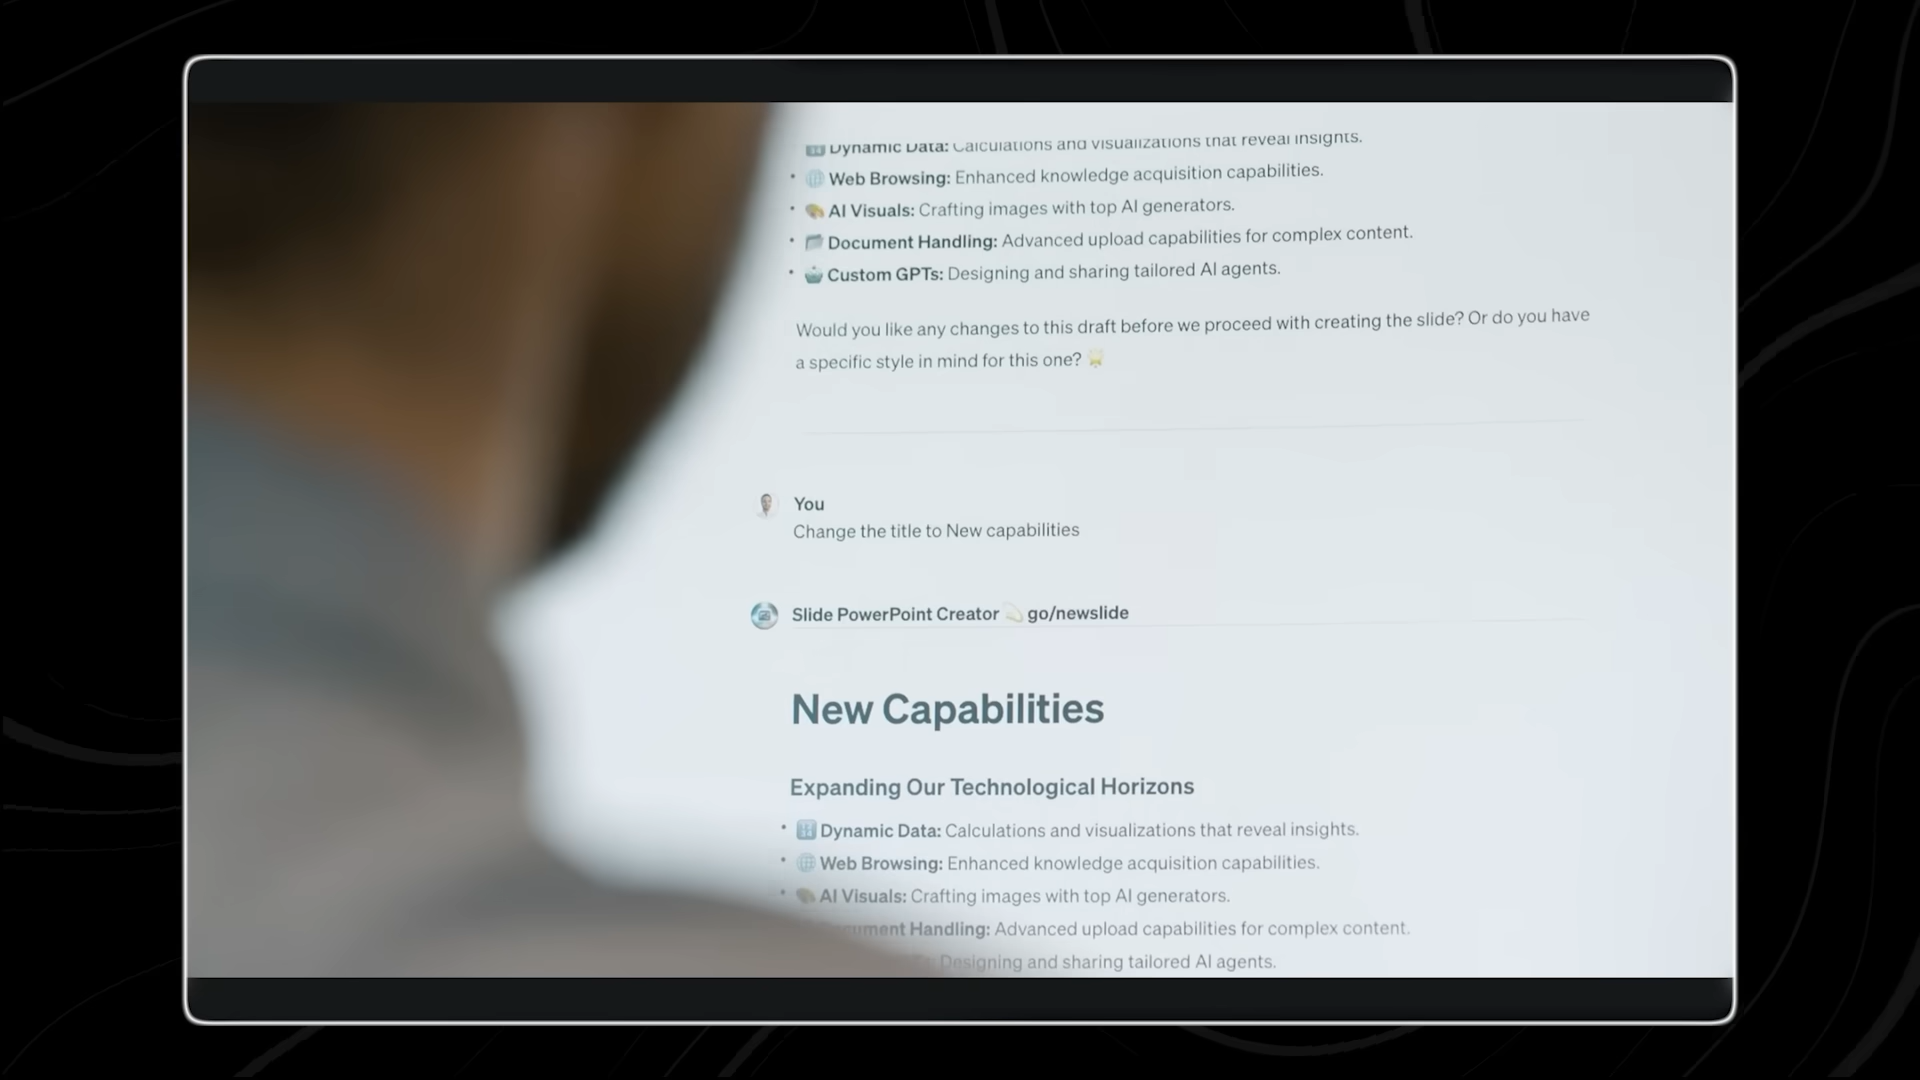 Dynamic Data: Calculations and visualizations that reveal insights.
Web Browsing: Enhanced knowledge acquisition capabilities.
AI Visuals: Crafting images with top AI generators.
Document Handling: Advanced upload capabilities for complex content.
Custom GPTs: Designing and sharing tailored AI agents.
Would you like any changes to this draft before we proceed with creating the slide? Or do you have
a specific style in mind for this one?
You
Change the title to New capabilities
Slide PowerPoint Creator go/newslide
New Capabilities
Expanding Our Technological Horizons
Dynamic Data: Calculations and visualizations that reveal insights.
Web Browsing: Enhanced knowledge acquisition capabilities.
AI Visuals: Crafting images with top AI generators.
Handling: Advanced upload capabilities for complex content.
Designing and sharing tailored AI agents.